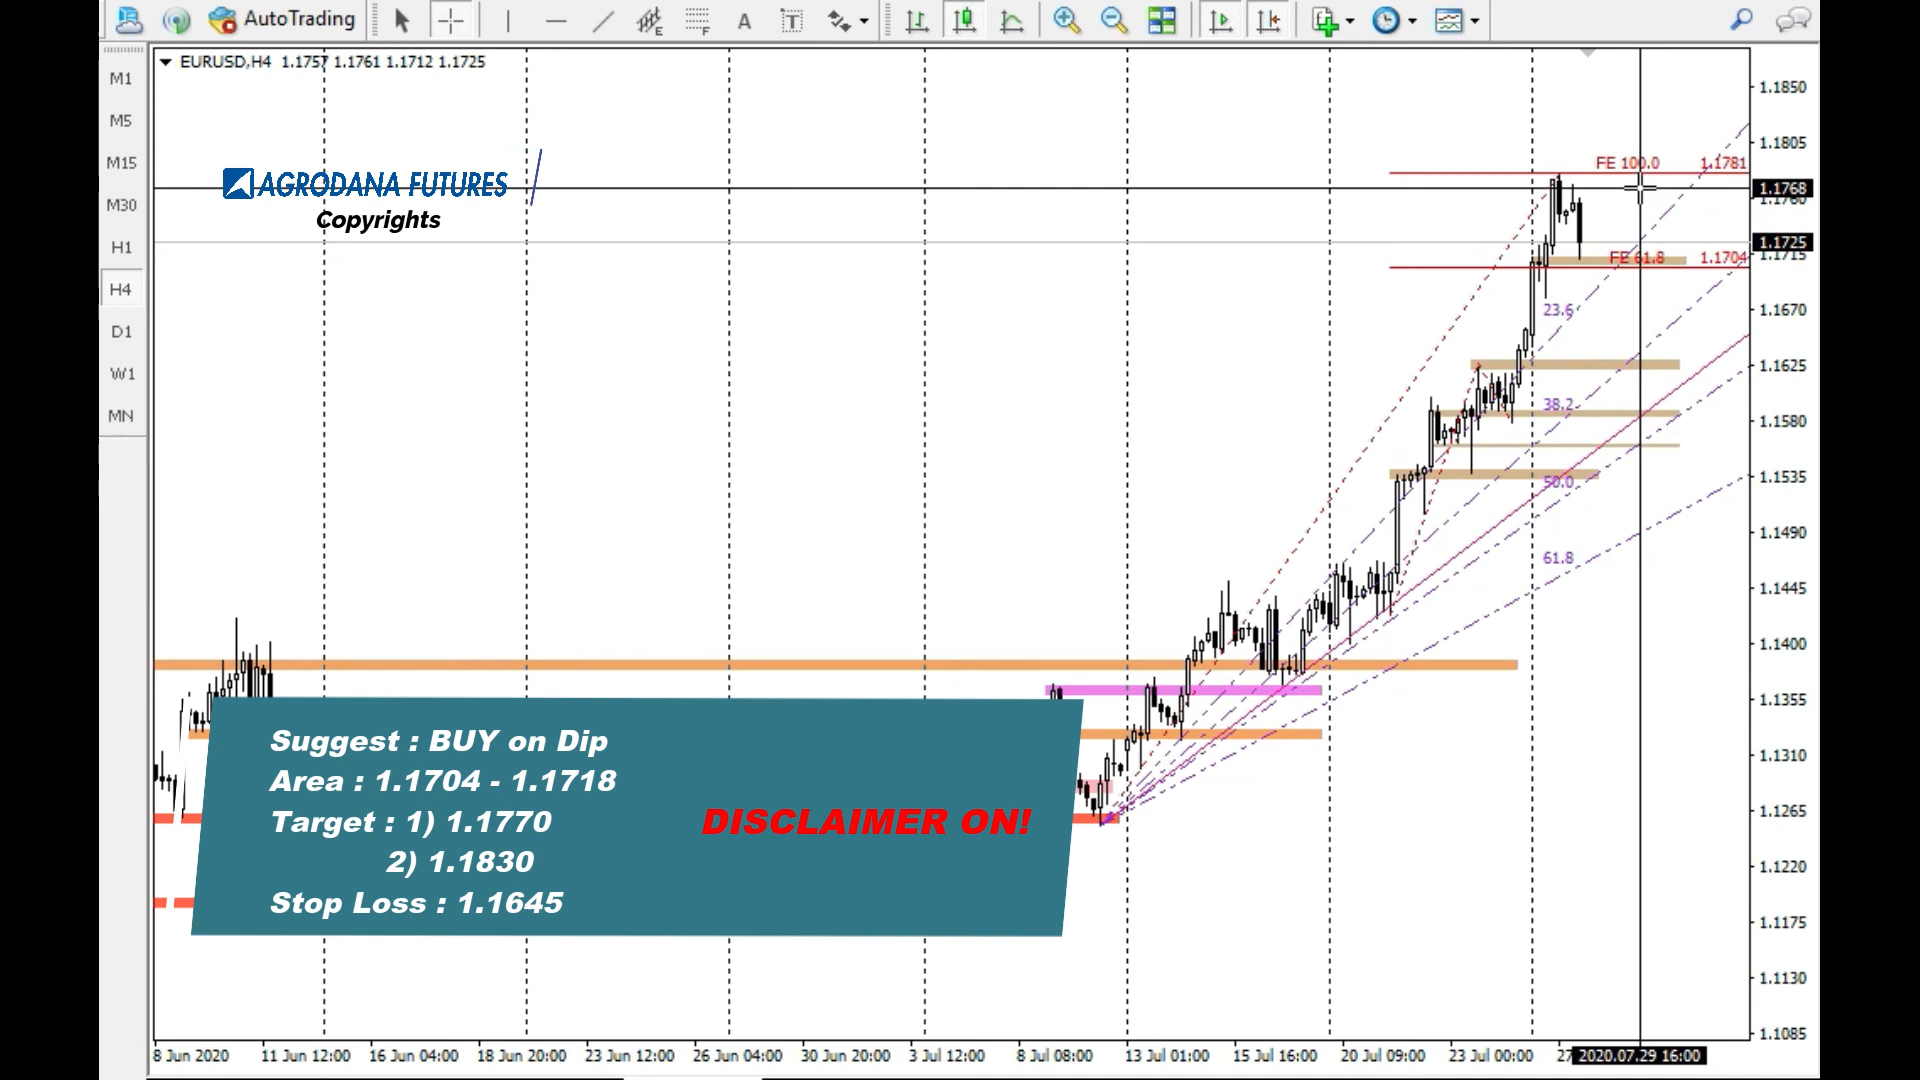 AutoTrading
A
T
E
F
M1
M5
M15
M30
H1
H4
D1
W1
MN
EURUSD,H4 1.1757 1.1761 1.1712 1.1725
AGRODANA FUTURES
Copyrights
FE 100.0 1.1781
FE 61.8 1.1704
23.6
38.2
50.0
61.8
1.1850
1.1805
1.1768
1.1760
1.1725
1.1715
1.1670
1.1625
1.1580
1.1535
1.1490
1.1445
1.1400
1.1355
1.1310
1.1265
1.1220
1.1175
1.1130
1.1085
Suggest : BUY on Dip
Area : 1.1704 - 1.1718
Target : 1) 1.1770
2) 1.1830
Stop Loss : 1.1645
DISCLAIMER ON!
8 Jun 2020 11 Jun 12:00 16 Jun 04:00 18 Jun 20:00 23 Jun 12:00 26 Jun 04:00 30 Jun 20:00 3 Jul 12:00 8 Jul 08:00 13 Jul 01:00 15 Jul 16:00 20 Jul 09:00 23 Jul 00:00 27 2020.07.29 16:00